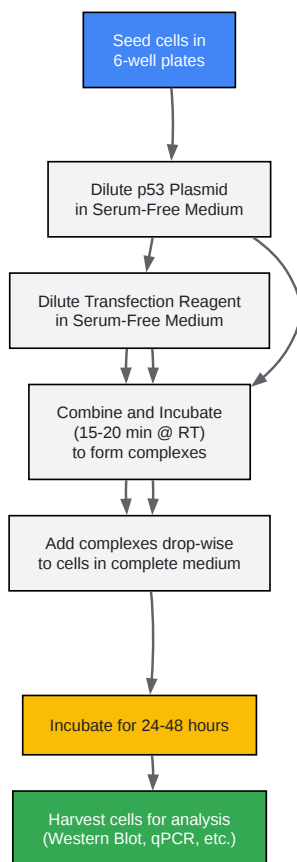 Seed cells in
6-well plates
Dilute p53 Plasmid
in Serum-Free Medium
Dilute Transfection Reagent
in Serum-Free Medium
Combine and Incubate
(15-20 min @ RT)
to form complexes
Add complexes drop-wise
to cells in complete medium
Incubate for 24-48 hours
Harvest cells for analysis
(Western Blot, qPCR, etc.)